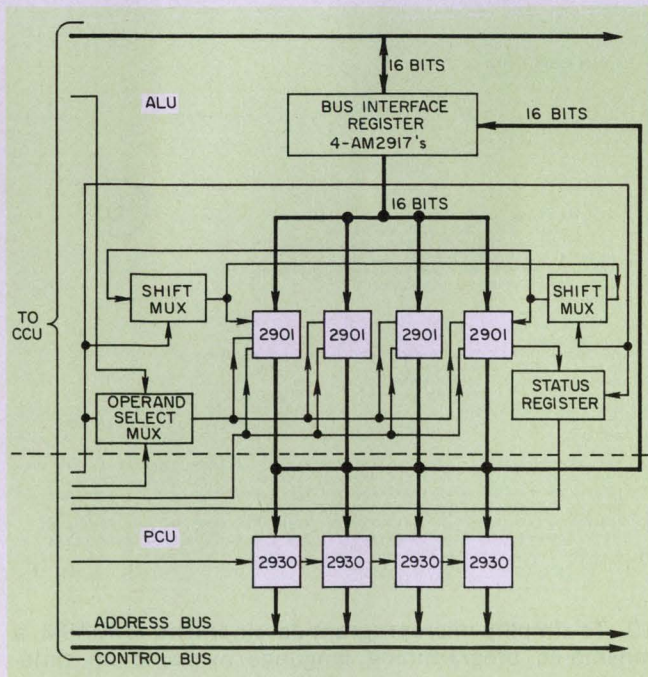 16 BITS
ALU
BUS INTERFACE
REGISTER
4-AM2917's
16 BITS
16 BITS
SHIFT
MUX
SHIFT
MUX
TO
CCU
2901
2901
2901
2901
OPERAND
SELECT
MUX
STATUS
REGISTER
PCU
2930
2930
2930
2930
ADDRESS BUS
CONTROL BUS